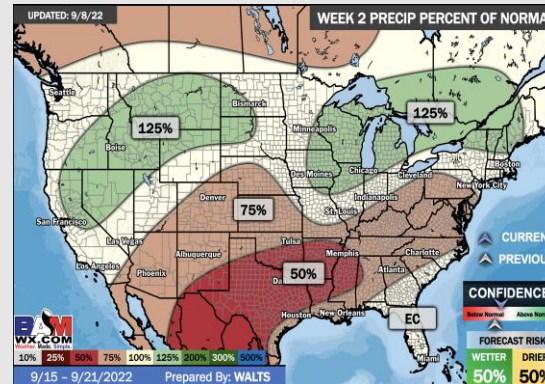 UPDATED: 9/8/22
WEEK 2 PRECIP PERCENT OF NORMA
Seattle
Bismarck
125%
125%
Minneapolis
Boise
Boston
Des Moines
Chicago
Cleveland
New York City
Denver
75%
Indianapolis
St. Louis
San Francisco
Las Vegas
Tulsa
CURREN
Los Angeles
Albuquerque
Memphis
Charlotte
PREVIOU
Phoenix
50%
Da
Atlanta
CONFIDENCE
Houston
New Orleans
Below Normal
Above Nor
BAM
WX.COM
Weather. Made. Simple.
EC
FORECAST RISK
Miami
WETTER
DRIER
10% 25% 50% 75% 100% 125% 200% 300% 500%
50%
50%
9/15 – 9/21/2022
Prepared By: WALTS